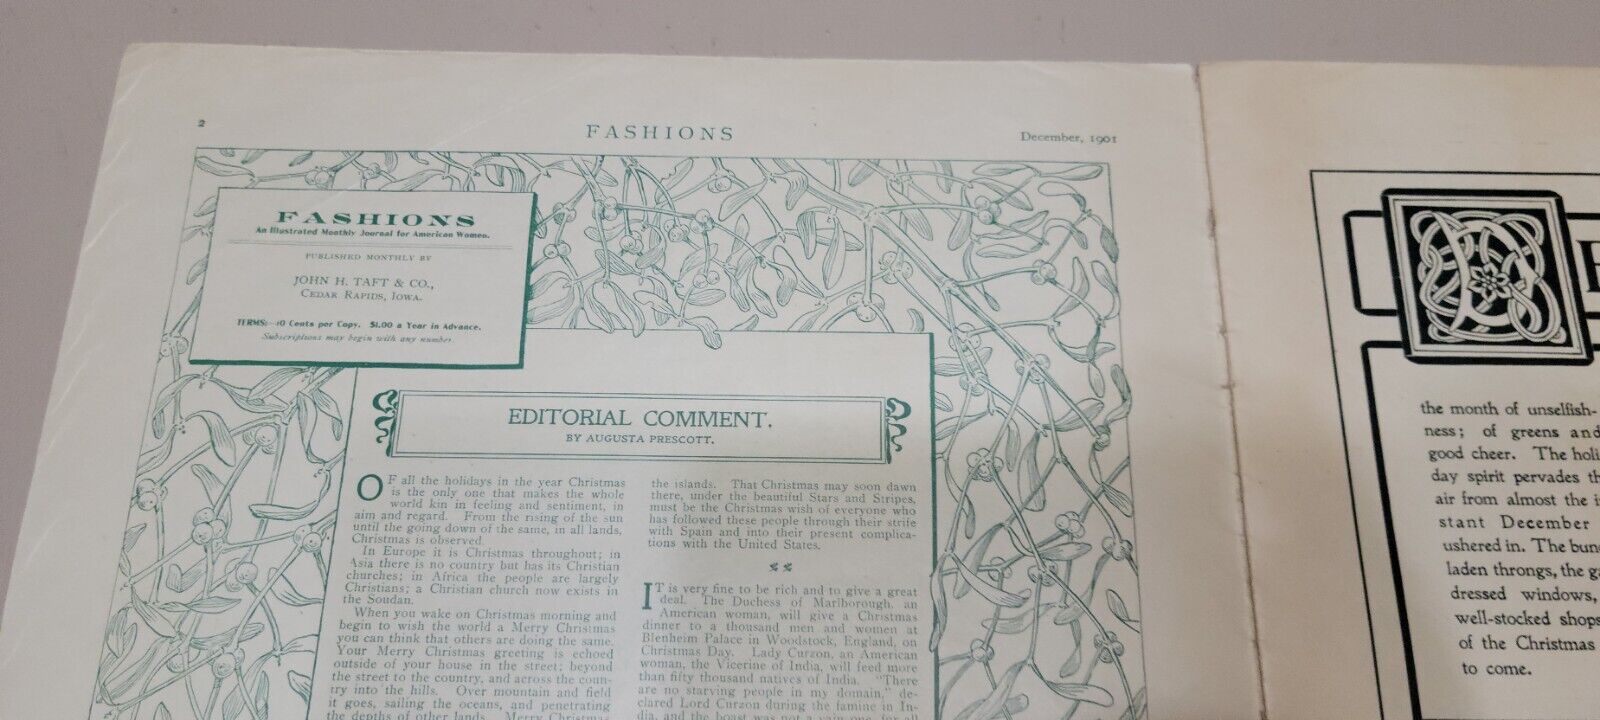 2
FASHIONS
December, 1901
FASHIONS
An Illustrated Monthly Journal for American Women.
PUBLISHED MONTHLY BY
JOHN H. TAFT & CO.,
CEDAR RAPIDS, IOWA.
TERMS:—10 Cents per Copy. $1.00 a Year in Advance.
Subscriptions may begin with any number
EDITORIAL COMMENT.
BY AUGUSTA PRESCOTT.
OF all the holidays in the year Christmas
is the only one that makes the whole
world kin in feeling and sentiment, in
aim and regard. From the rising of the sun
until the going down of the same, in all lands,
Christmas is observed.
In Europe it is Christmas throughout; in
Asia there is no country but has its Christian
churches; in Africa the people are largely
Christians; a Christian church now exists in
the Soudan.
When you wake on Christmas morning and
begin to wish the world a Merry Christmas
you can think that others are doing the same.
Your Merry Christmas greeting is echoed
outside of your house in the street; beyond
the street to the country, and across the coun-
try into the hills. Over mountain and field
it goes, sailing the oceans, and penetrating
the depths of other lands. Merry Christmas
the islands. That Christmas may soon dawn
there, under the beautiful Stars and Stripes,
must be the Christmas wish of everyone who
has followed these people through their strife
with Spain and into their present complica-
tions with the United States.
IT is very fine to be rich and to give a great
deal. The Duchess of Marlborough, an
American woman, will give a Christmas
dinner to a thousand men and women at
Blenheim Palace in Woodstock, England, on
Christmas Day. Lady Curzon, an American
woman, the Vicerine of India, will feed more
than fifty thousand natives of India. "There
are no starving people in my domain," de-
clared Lord Curzon during the famine in In-
dia, and the boast was not a vain one, for all
the month of unselfish-
ness; of greens and
good cheer. The holi
day spirit pervades th
air from almost the i
stant December
ushered in. The bun
laden throngs, the ga
dressed windows,
well-stocked shops
of the Christmas
to come.